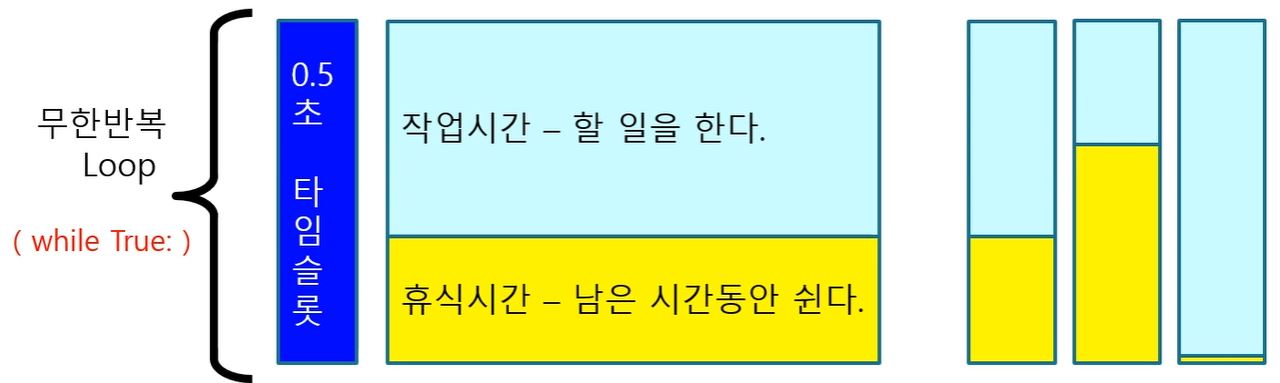 무한반복
Loop
( while True: )
0.5
초
타
임
슬
롯
작업시간 – 할 일을 한다.
휴식시간 – 남은 시간동안 쉰다.